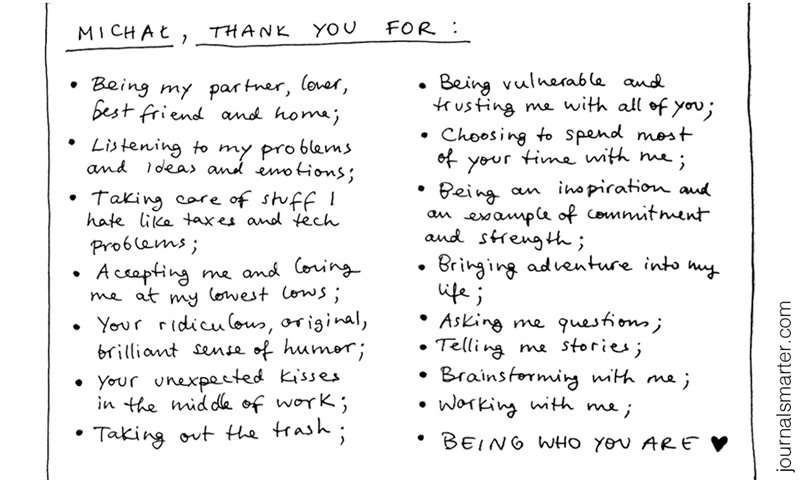 MICHAŁ, THANK YOU FOR:
• Being my partner, lover,
best friend and home;
• Listening to my problems
and ideas and emotions;
• Taking care of stuff I
hate like taxes and tech
problems;
• Accepting me and loving
me at my lowest lows;
• Your ridiculous, original,
brilliant sense of humor;
• Your unexpected kisses
in the middle of work;
• Taking out the trash;
• Being vulnerable and
trusting me with all of you;
• Choosing to spend most
of your time with me;
• Being an inspiration and
an example of commitment
and strength;
• Bringing adventure into my
life;
• Asking me questions;
• Telling me stories;
• Brainstorming with me;
• Working with me;
• BEING WHO YOU ARE ♥
journalsmarter.com